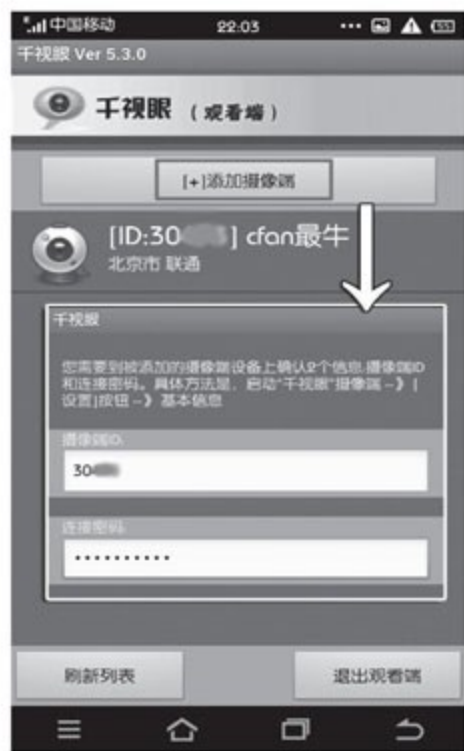 中国移动 22:03 ... 55
千视眼 Ver 5.3.0
千视眼 （观看端）
[+]添加摄像端
[ID:30 ] cfan最牛
北京市 联通
千视眼
您需要到被添加的摄像端设备上确认2个信息.摄像端ID
和连接密码。具体方法是，启动“千视眼”摄像端 --》[
设置]按钮 --》 基本信息
摄像端ID:
30
连接密码:
••••••••••
刷新列表 退出观看端